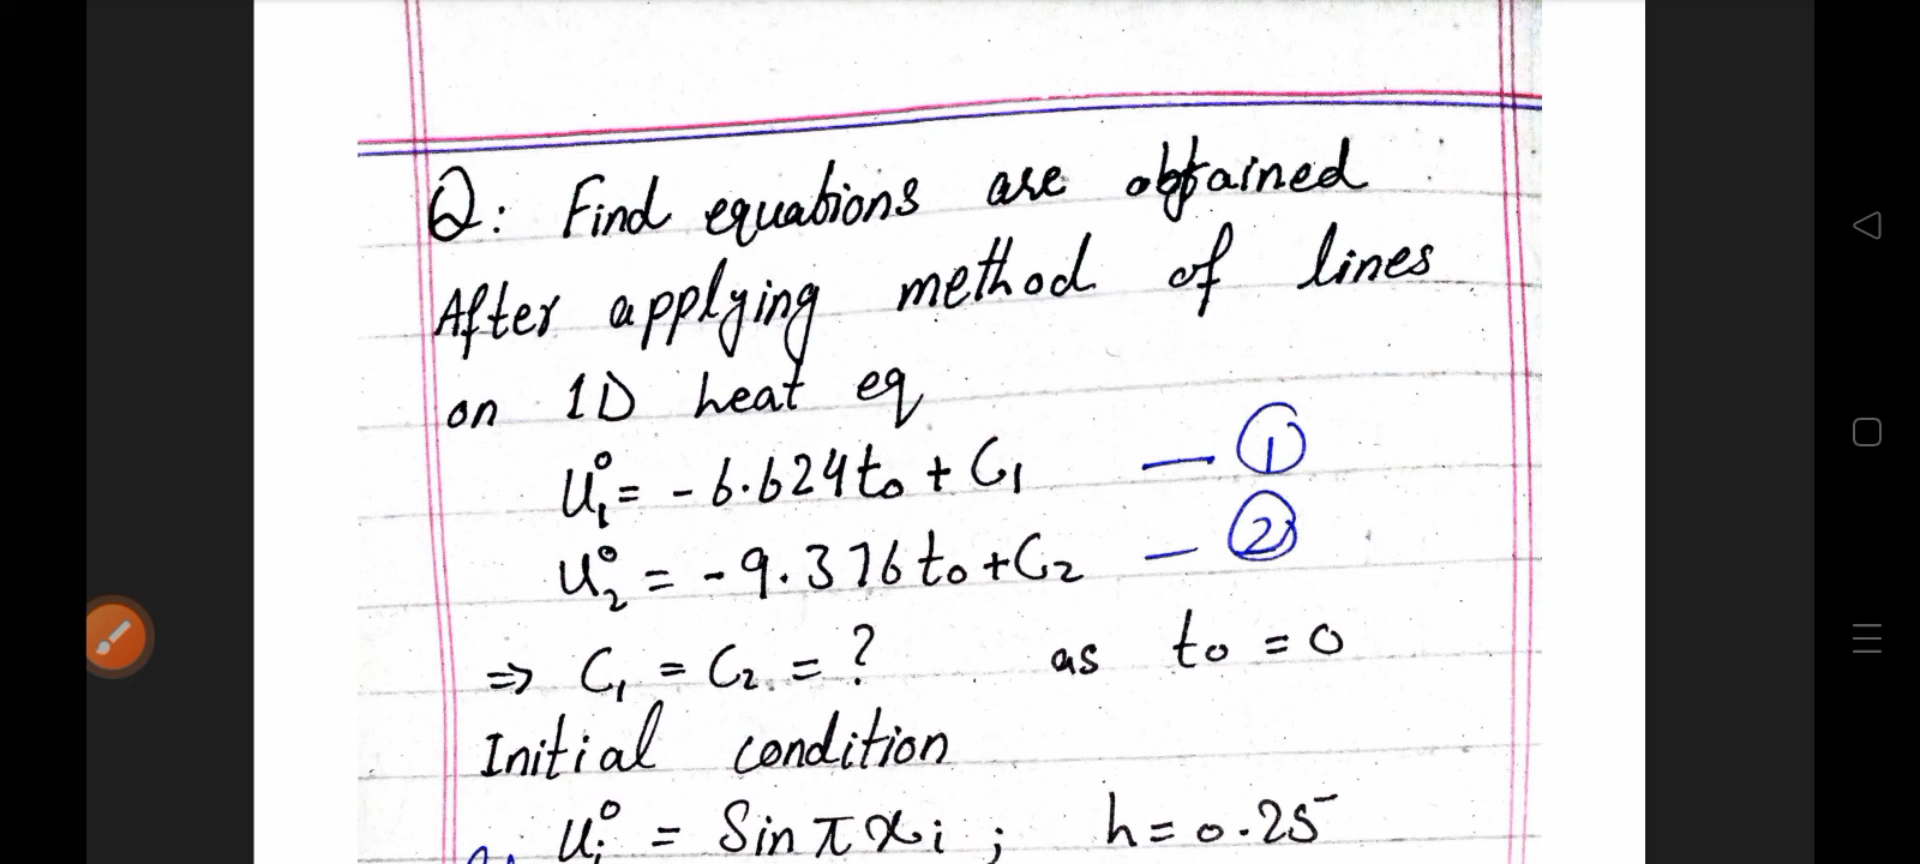 Q: Find equations are obtained
After applying method of lines
on 1D heat eq
U₁⁰ = - 6.624t₀ + C₁ — ①
U₂⁰ = - 9.376t₀ + C₂ — ②
⇒ C₁ = C₂ = ? as t₀ = 0
Initial condition
Uᵢ⁰ = Sin π xᵢ ; h = 0.25